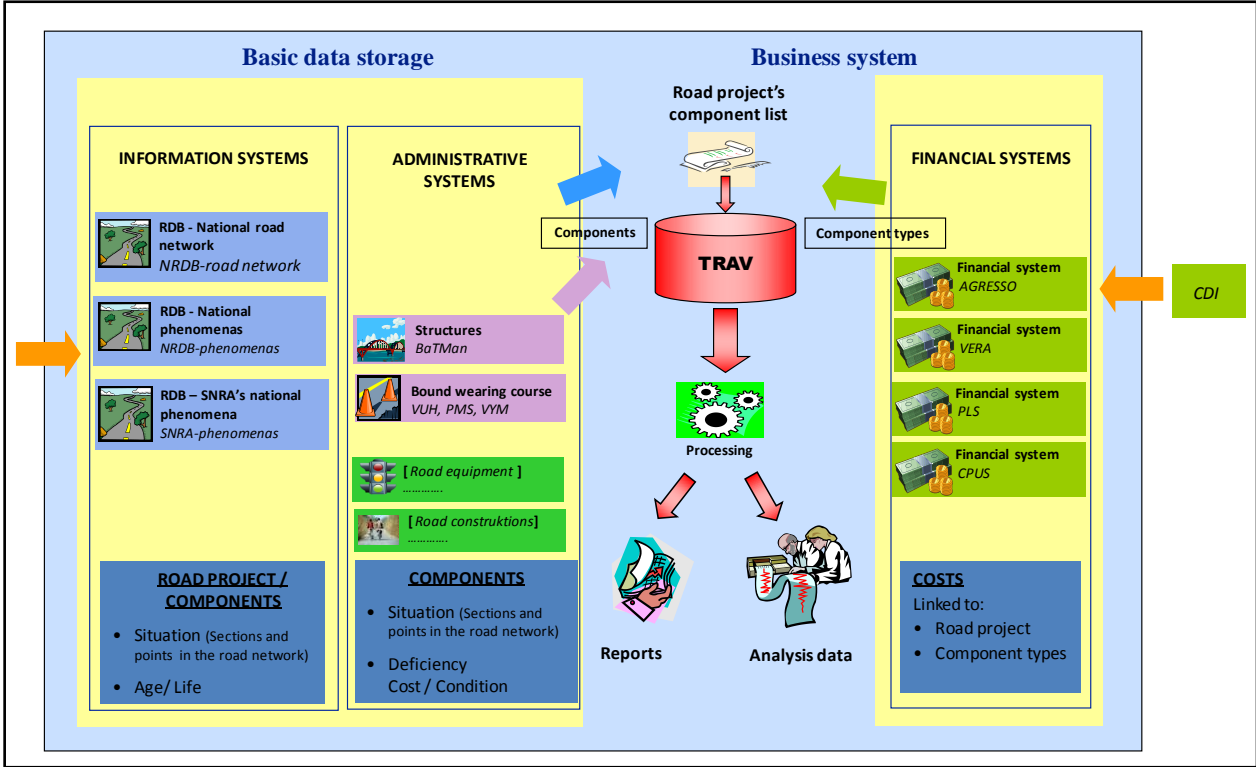 Basic data storage
Business system
INFORMATION SYSTEMS
RDB - National road
network
NRDB-road network
RDB - National
phenomenas
NRDB-phenomenas
RDB – SNRA's national
phenomena
SNRA-phenomenas
ROAD PROJECT /
COMPONENTS
• Situation (Sections and
points in the road network)
• Age/ Life
ADMINISTRATIVE
SYSTEMS
Structures
BaTMan
Bound wearing course
VUH, PMS, VYM
[Road equipment ]
………….
[Road construktions]
………….
COMPONENTS
• Situation (Sections and
points in the road network)
• Deficiency
Cost / Condition
Road project's
component list
Components
Component types
TRAV
Processing
Reports
Analysis data
FINANCIAL SYSTEMS
Financial system
AGRESSO
Financial system
VERA
Financial system
PLS
Financial system
CPUS
COSTS
Linked to:
• Road project
• Component types
CDI